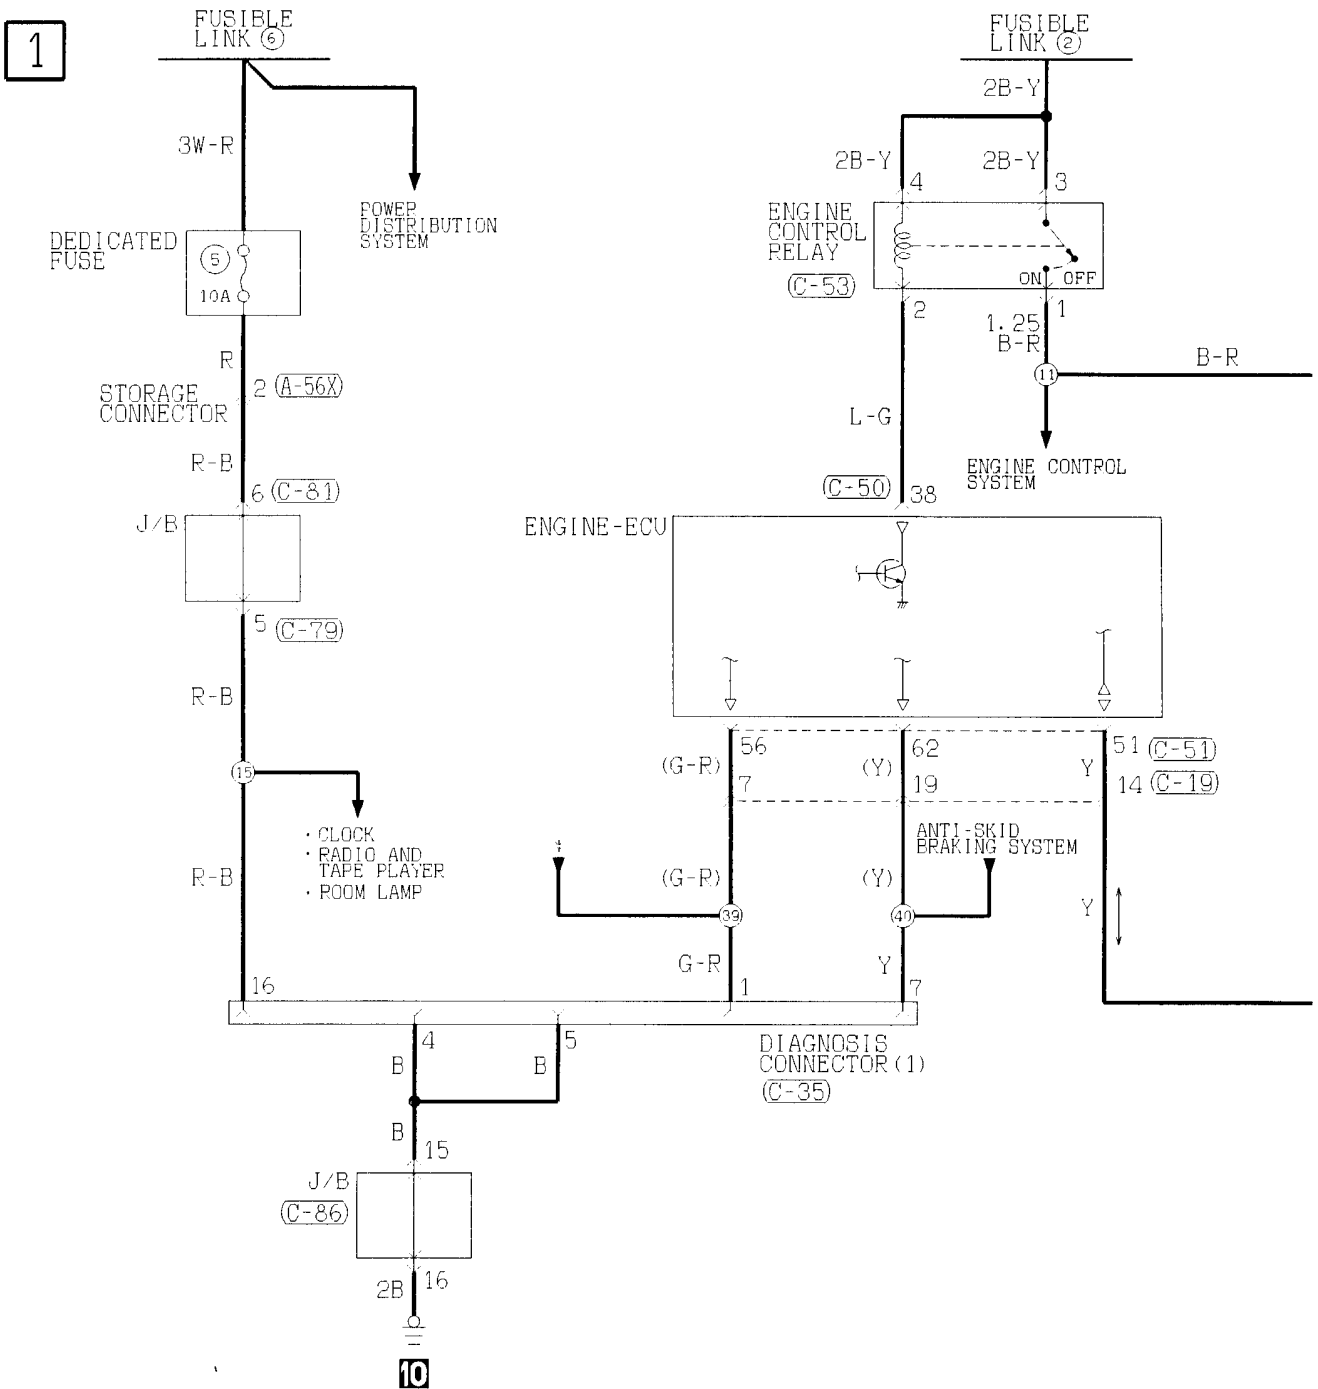 1
FUSIBLE
LINK ⑥
FUSIBLE
LINK ②
2B-Y
3W-R
2B-Y
2B-Y
4
3
POWER
DISTRIBUTION
SYSTEM
ENGINE
CONTROL
RELAY
(C-53)
ON OFF
DEDICATED
FUSE
⑤
10A
2
1
1.25
B-R
R
B-R
⑪
2 (A-56X)
STORAGE
CONNECTOR
L-G
ENGINE CONTROL
SYSTEM
R-B
6 (C-81)
(C-50) 38
J/B
ENGINE-ECU
5 (C-79)
R-B
56
62
51 (C-51)
(G-R)
(Y)
Y
⑮
7
19
14 (C-19)
· CLOCK
· RADIO AND
TAPE PLAYER
· ROOM LAMP
ANTI-SKID
BRAKING SYSTEM
R-B
*
(G-R)
(Y)
Y
㊴
㊵
G-R
Y
16
1
7
4
5
B
B
DIAGNOSIS
CONNECTOR(1)
(C-35)
B
15
J/B
(C-86)
2B
16
10